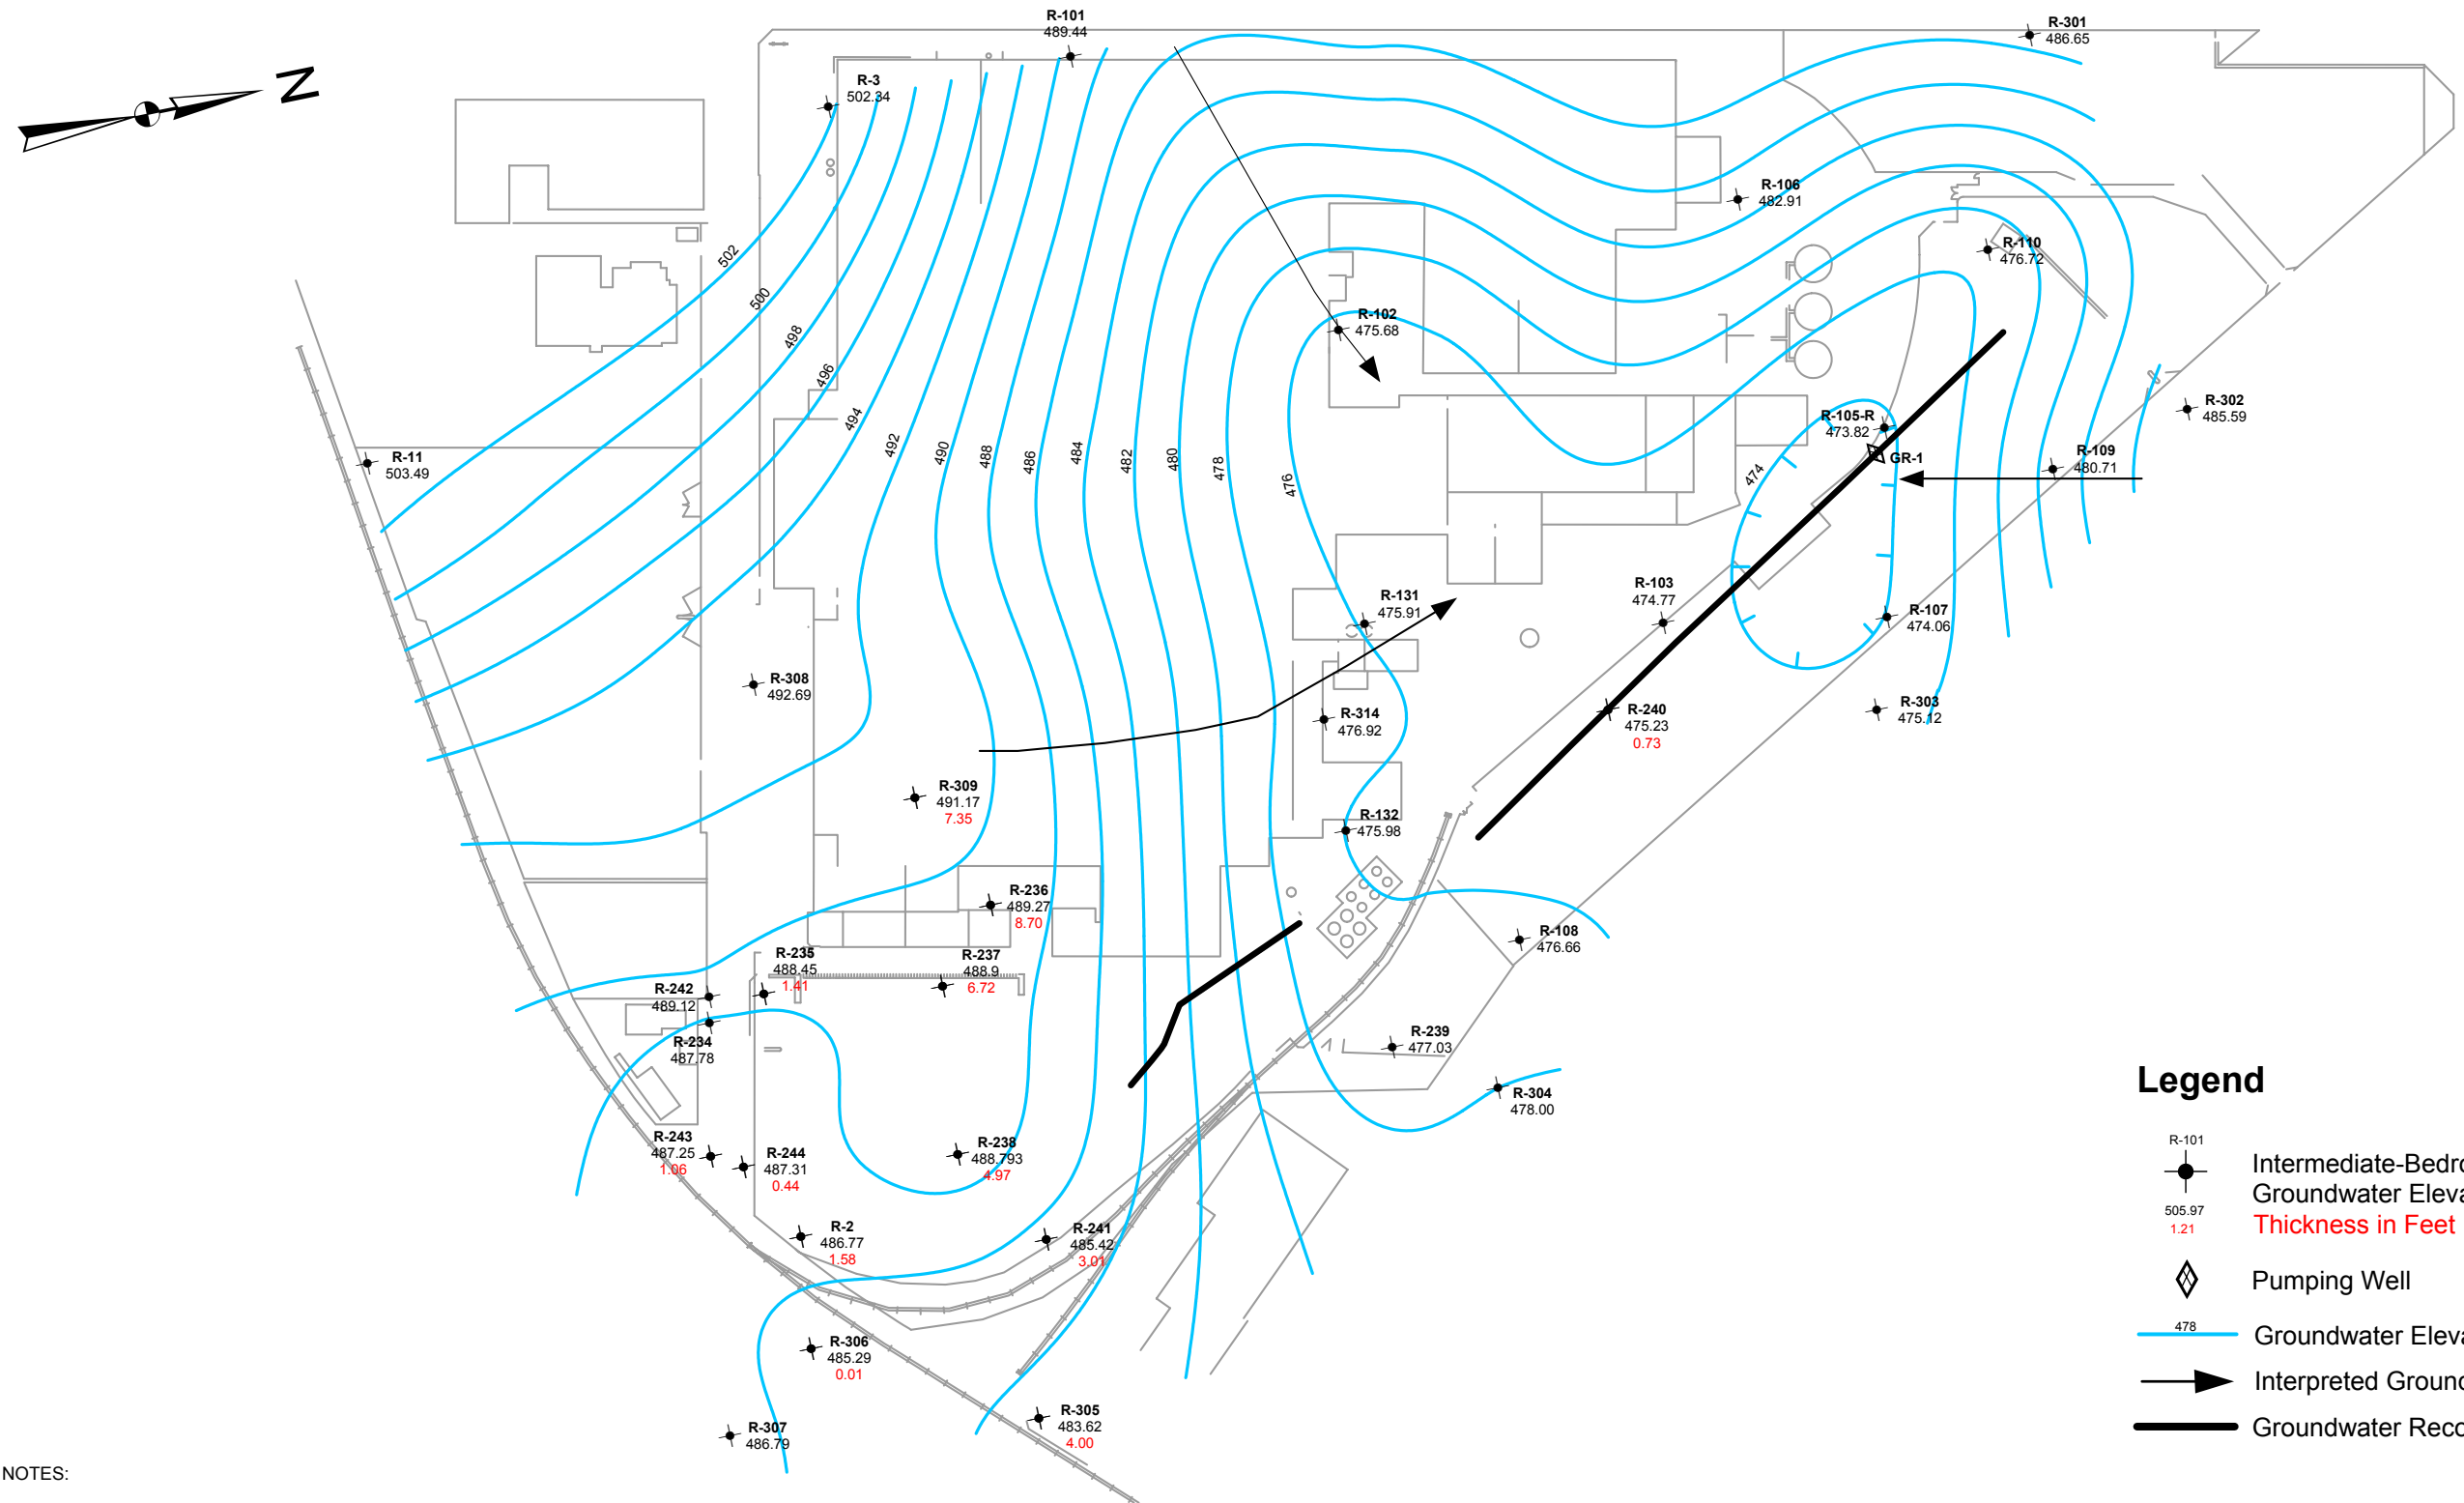 R-101
489.44
R-301
486.65
N
R-3
502.34
R-106
482.91
R-110
476.72
502
500
498
496
494
492
490
488
486
484
482
480
478
476
474
R-102
475.68
R-302
485.59
R-105-R
473.82
GR-1
R-109
480.71
R-11
503.49
R-131
475.91
R-103
474.77
R-107
474.06
R-308
492.69
R-314
476.92
R-240
475.23
0.73
R-303
475.12
R-309
491.17
7.35
R-132
475.98
R-236
489.27
8.70
R-108
476.66
R-235
488.45
1.41
R-237
488.9
6.72
R-242
489.12
R-234
487.78
R-239
477.03
R-304
478.00
R-243
487.25
1.06
R-244
487.31
0.44
R-238
488.793
4.97
R-2
486.77
1.58
R-241
485.42
3.01
R-306
485.29
0.01
R-305
483.62
4.00
R-307
486.79
Legend
R-101
505.97
1.21
Intermediate-Bedro
Groundwater Eleva
Thickness in Feet
Pumping Well
478
Groundwater Eleva
Interpreted Ground
Groundwater Reco
NOTES: